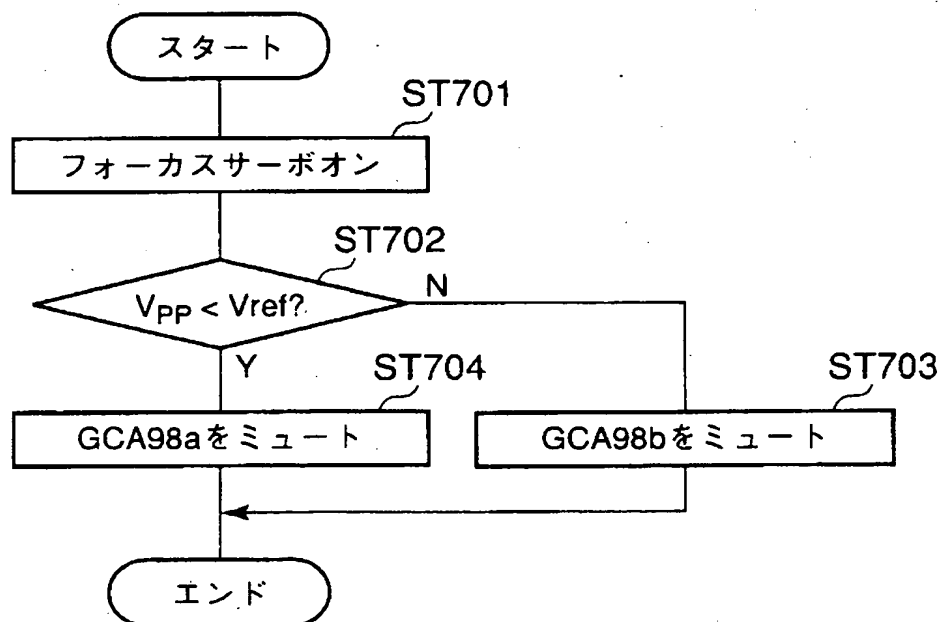 スタート
ST701
フォーカスサーボオン
ST702
VPP < Vref?
N
Y
ST704
ST703
GCA98aをミュート
GCA98bをミュート
エンド